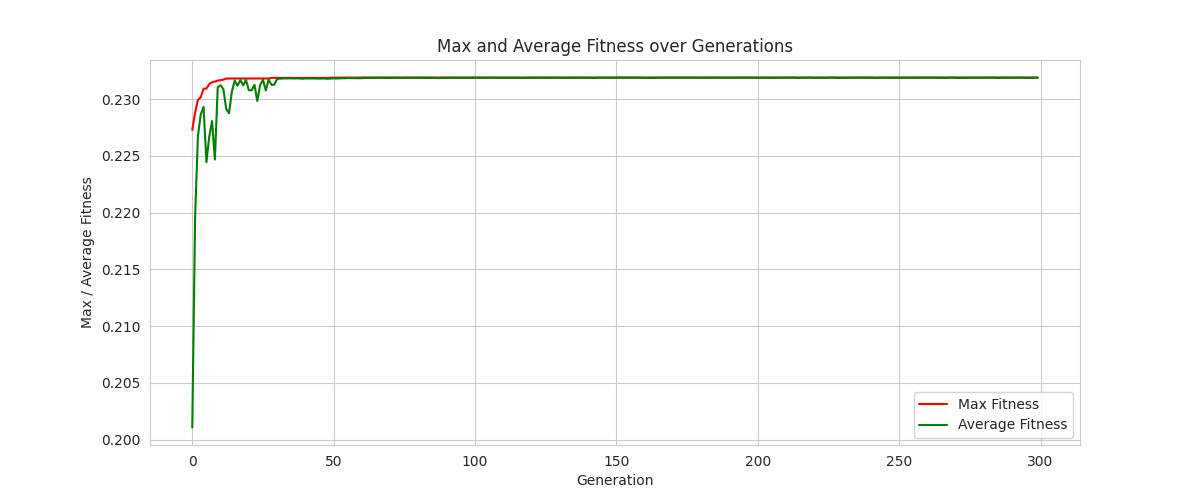 Max and Average Fitness over Generations
Max / Average Fitness
0.230
0.225
0.220
0.215
0.210
0.205
0.200
0
50
100
150
200
250
300
Generation
Max Fitness
Average Fitness